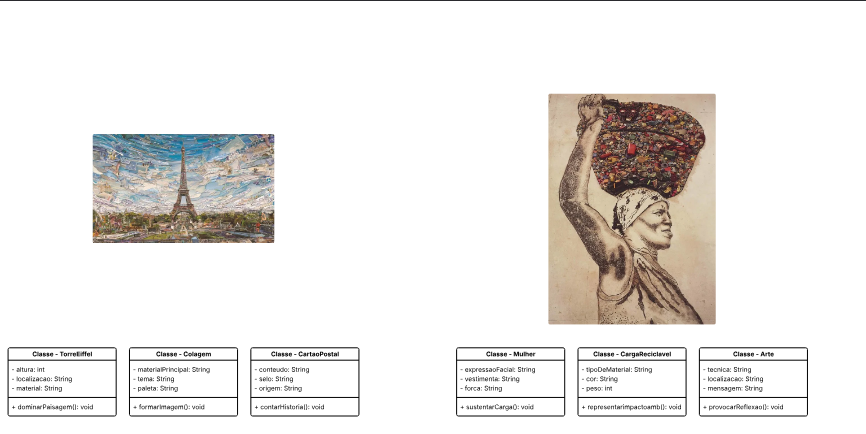 Classe - TorreEiffel
- altura: int
- localizacao: String
- material: String
+ dominarPaisagem(): void
Classe - Colagem
- materialPrincipal: String
- tema: String
- paleta: String
+ formarImagem(): void
Classe - CartaoPostal
- conteudo: String
- selo: String
- origem: String
+ contarHistoria(): void
Classe - Mulher
- expressaoFacial: String
- vestimenta: String
- forca: String
+ sustentarCarga(): void
Classe - CargaReciclavel
- tipoDeMaterial: String
- cor: String
- peso: int
+ representarimpactoamb(): void
Classe - Arte
- tecnica: String
- localizacao: String
- mensagem: String
+ provocarReflexao(): void